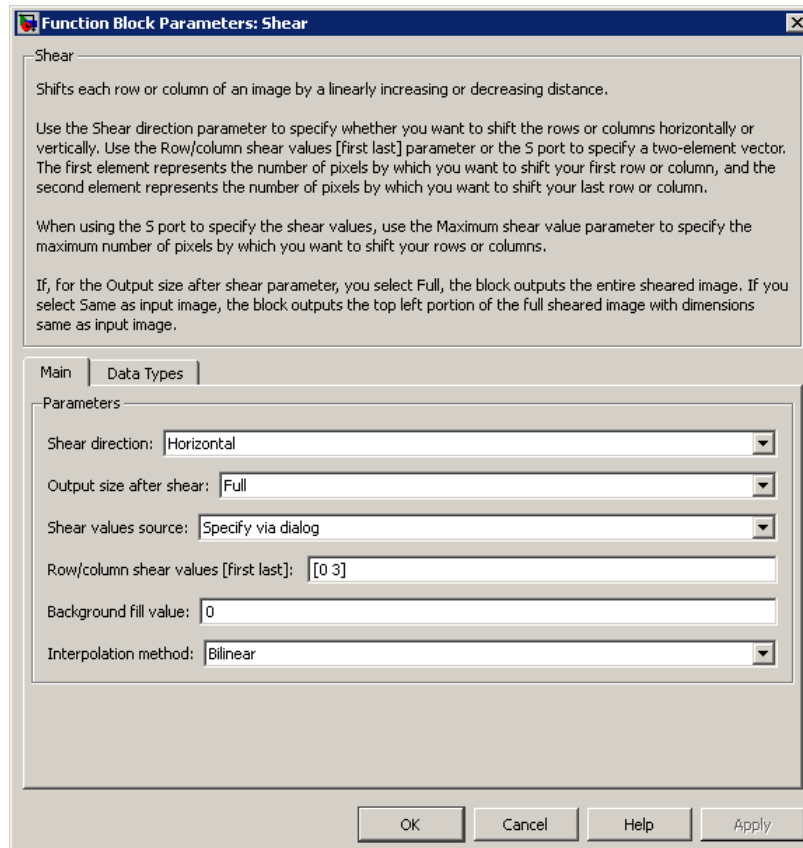 Function Block Parameters: Shear
Shear
Shifts each row or column of an image by a linearly increasing or decreasing distance.
Use the Shear direction parameter to specify whether you want to shift the rows or columns horizontally or
vertically. Use the Row/column shear values [first last] parameter or the S port to specify a two-element vector.
The first element represents the number of pixels by which you want to shift your first row or column, and the
second element represents the number of pixels by which you want to shift your last row or column.
When using the S port to specify the shear values, use the Maximum shear value parameter to specify the
maximum number of pixels by which you want to shift your rows or columns.
If, for the Output size after shear parameter, you select Full, the block outputs the entire sheared image. If you
select Same as input image, the block outputs the top left portion of the full sheared image with dimensions
same as input image.
Main Data Types
Parameters
Shear direction: Horizontal
Output size after shear: Full
Shear values source: Specify via dialog
Row/column shear values [first last]: [0 3]
Background fill value: 0
Interpolation method: Bilinear
OK Cancel Help Apply